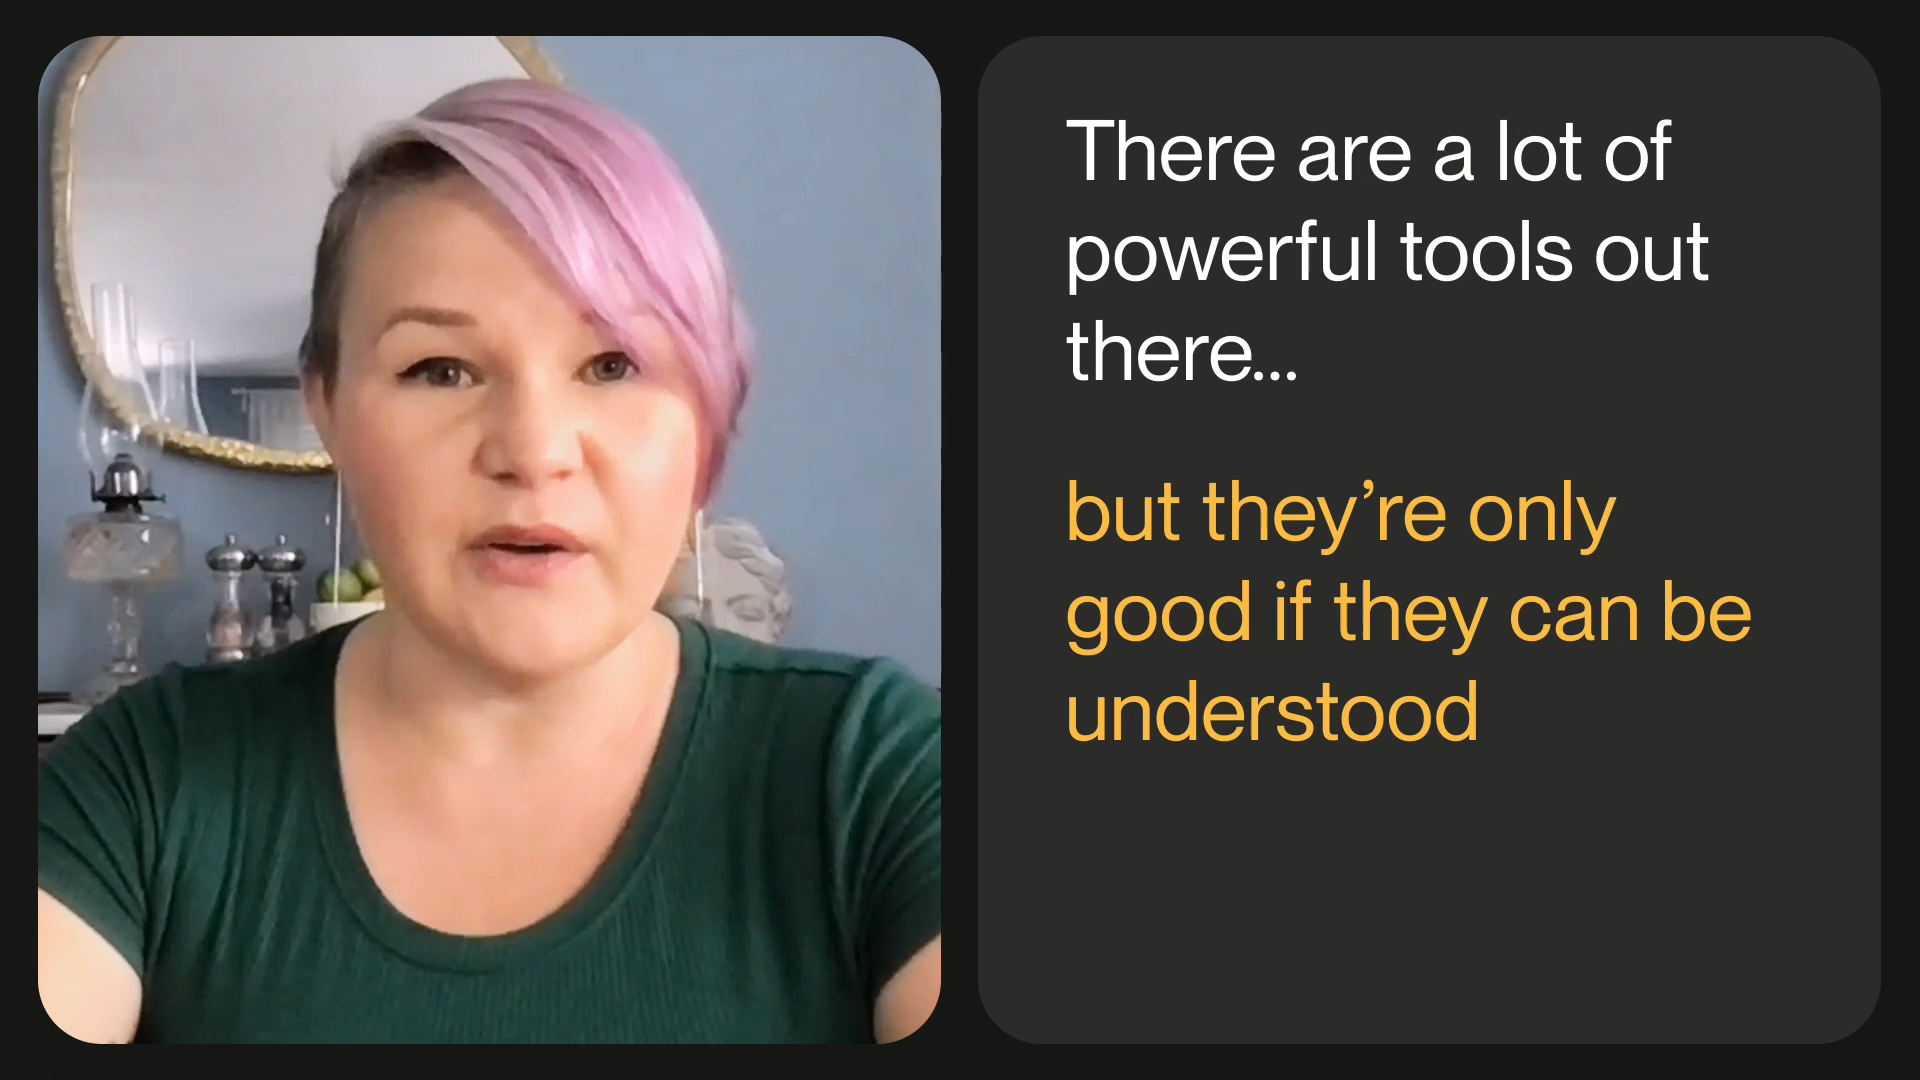 There are a lot of
powerful tools out
there...
but they’re only
good if they can be
understood